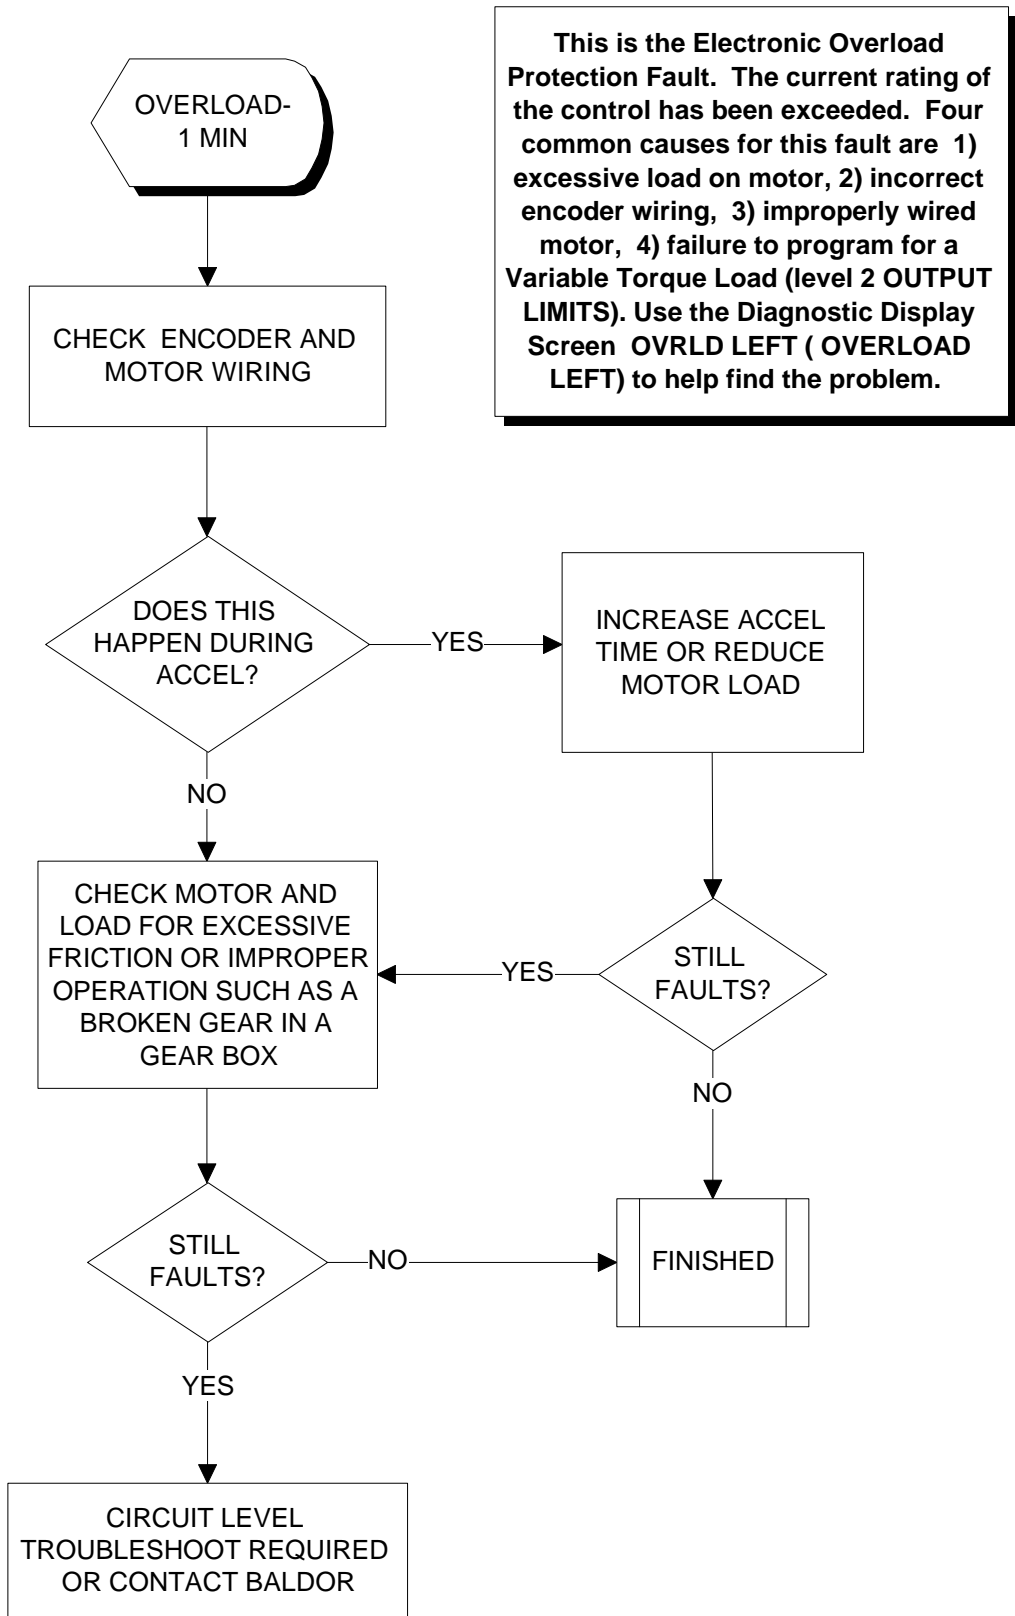 OVERLOAD-
1 MIN
This is the Electronic Overload
Protection Fault.  The current rating of
the control has been exceeded.  Four
common causes for this fault are  1)
excessive load on motor, 2) incorrect
encoder wiring,  3) improperly wired
motor,  4) failure to program for a
Variable Torque Load (level 2 OUTPUT
LIMITS). Use the Diagnostic Display
Screen  OVRLD LEFT ( OVERLOAD
LEFT) to help find the problem.
CHECK  ENCODER AND
MOTOR WIRING
DOES THIS
HAPPEN DURING
ACCEL?
YES
INCREASE ACCEL
TIME OR REDUCE
MOTOR LOAD
NO
CHECK MOTOR AND
LOAD FOR EXCESSIVE
FRICTION OR IMPROPER
OPERATION SUCH AS A
BROKEN GEAR IN A
GEAR BOX
YES
STILL
FAULTS?
NO
STILL
FAULTS?
NO
FINISHED
YES
CIRCUIT LEVEL
TROUBLESHOOT REQUIRED
OR CONTACT BALDOR